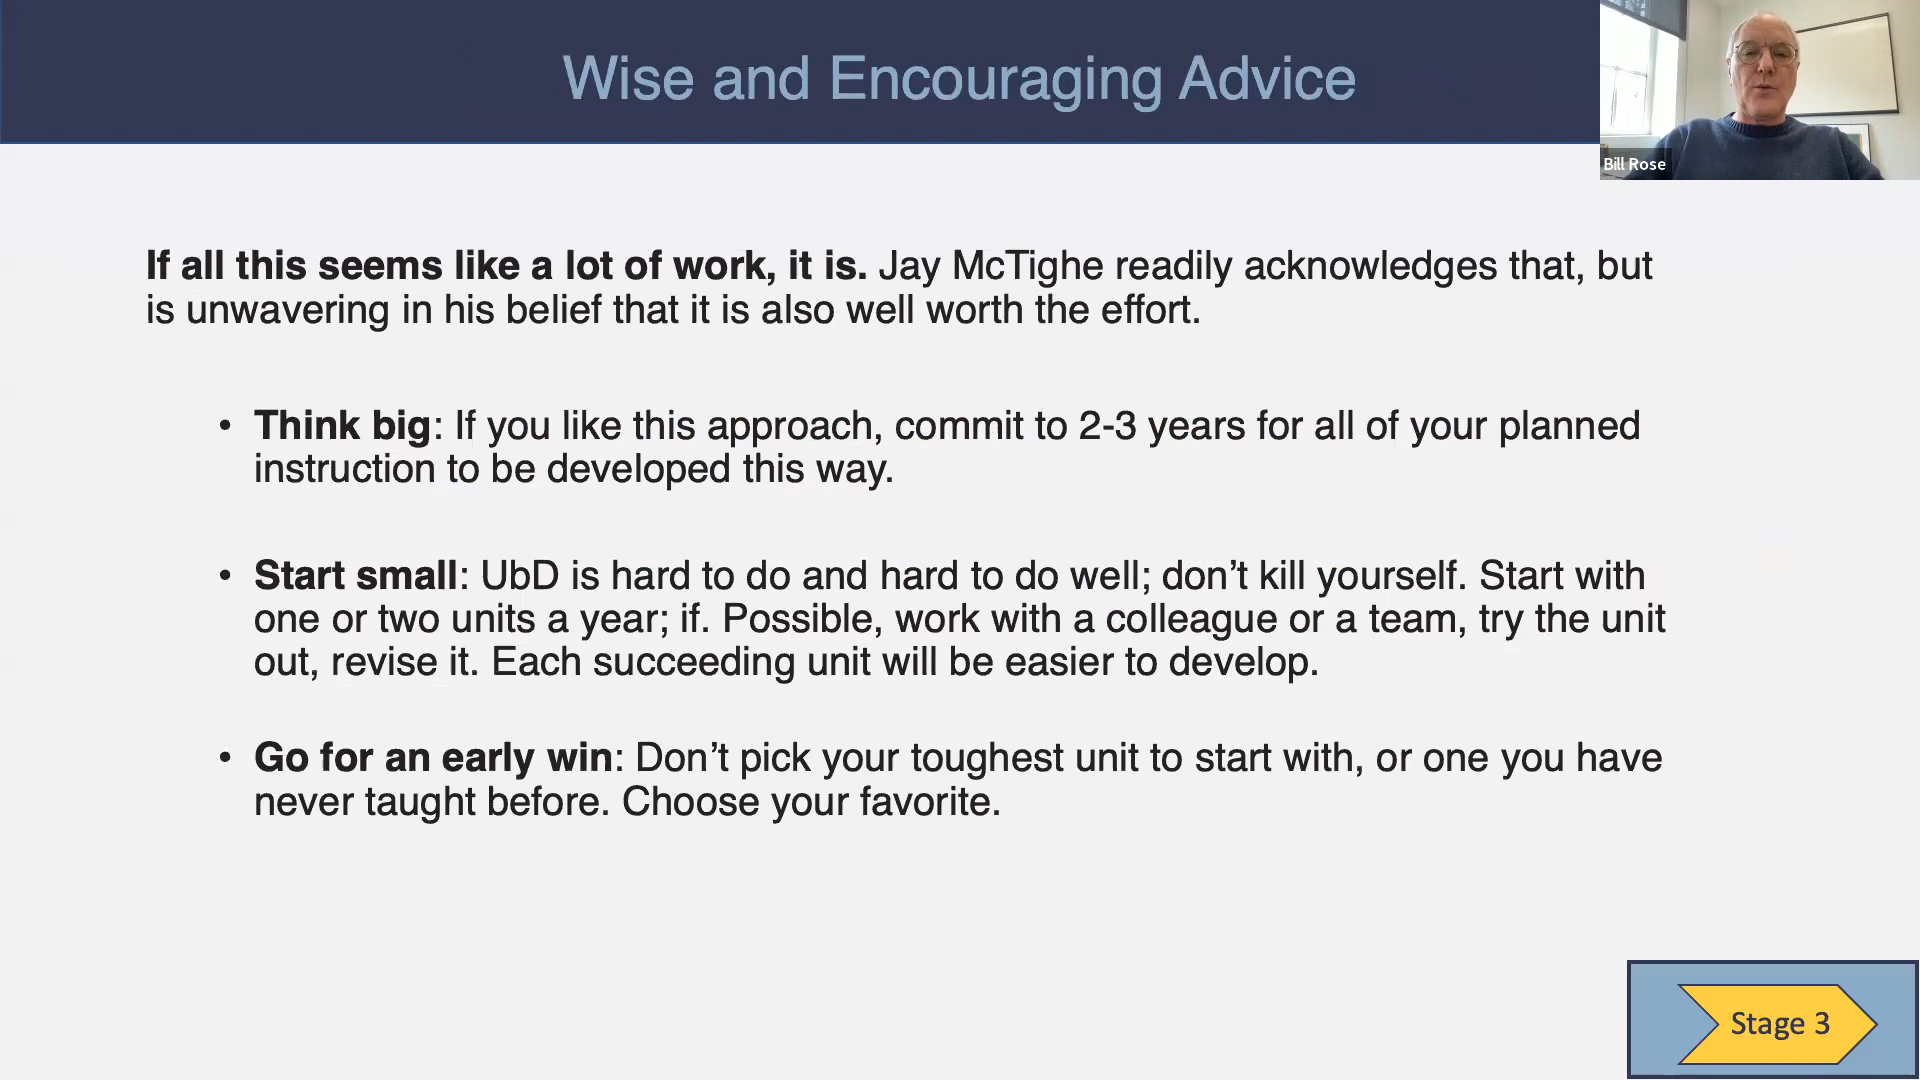 Wise and Encouraging Advice
Bill Rose
If all this seems like a lot of work, it is. Jay McTighe readily acknowledges that, but
is unwavering in his belief that it is also well worth the effort.
• Think big: If you like this approach, commit to 2-3 years for all of your planned
instruction to be developed this way.
• Start small: UbD is hard to do and hard to do well; don’t kill yourself. Start with
one or two units a year; if. Possible, work with a colleague or a team, try the unit
out, revise it. Each succeeding unit will be easier to develop.
• Go for an early win: Don’t pick your toughest unit to start with, or one you have
never taught before. Choose your favorite.
Stage 3